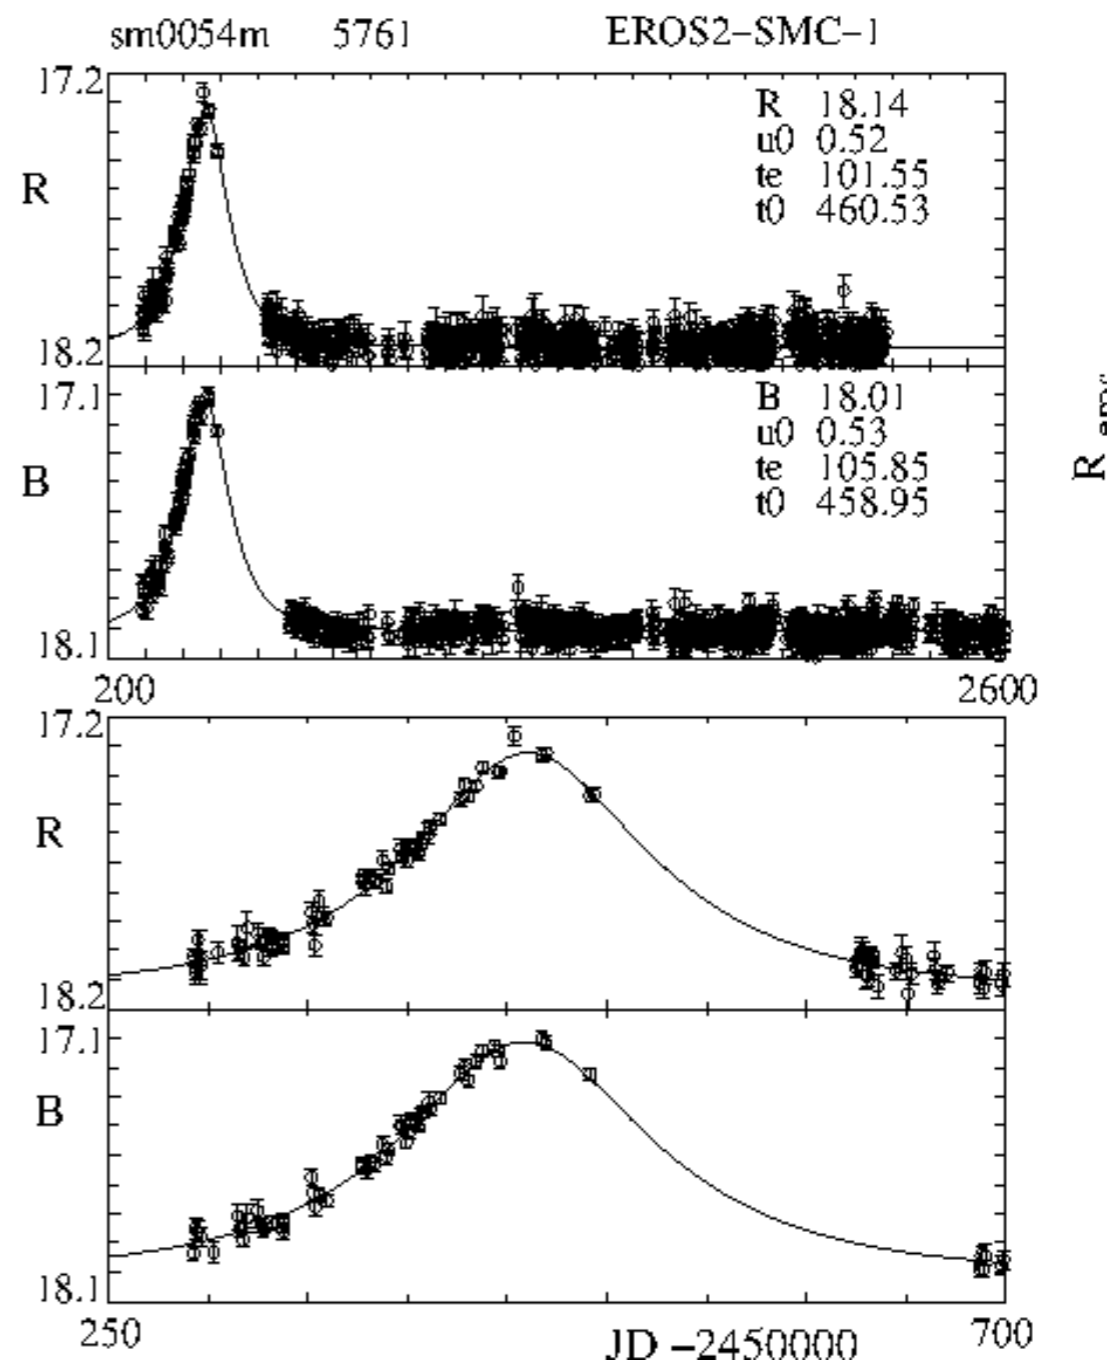 sm0054m 5761 EROS2-SMC-1
17.2
R 18.14
u0 0.52
te 101.55
t0 460.53
R
18.2
17.1
B 18.01
u0 0.53
te 105.85
t0 458.95
B
18.1
200 2600
17.2
R
18.2
17.1
B
18.1
250 JD -2450000 700
R